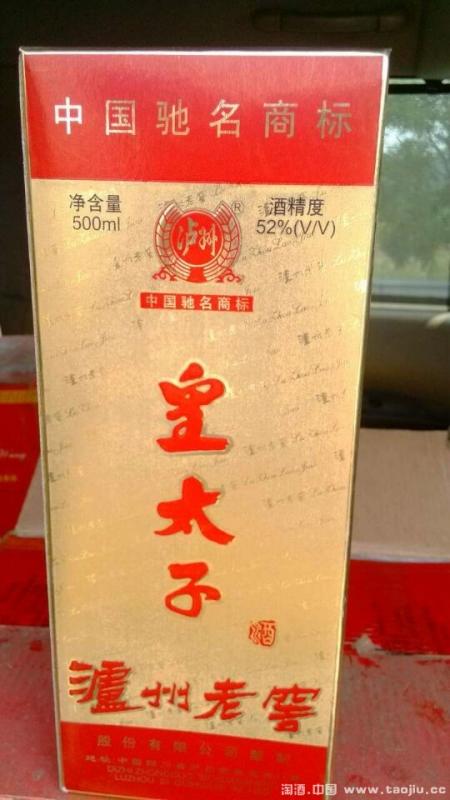 中国驰名商标
净含量
500ml
酒精度
52%(V/V)
泸州
®
中国驰名商标
皇太子
酒
泸州老窖
股份有限公司
淘酒.中国 www.taojiu.cc